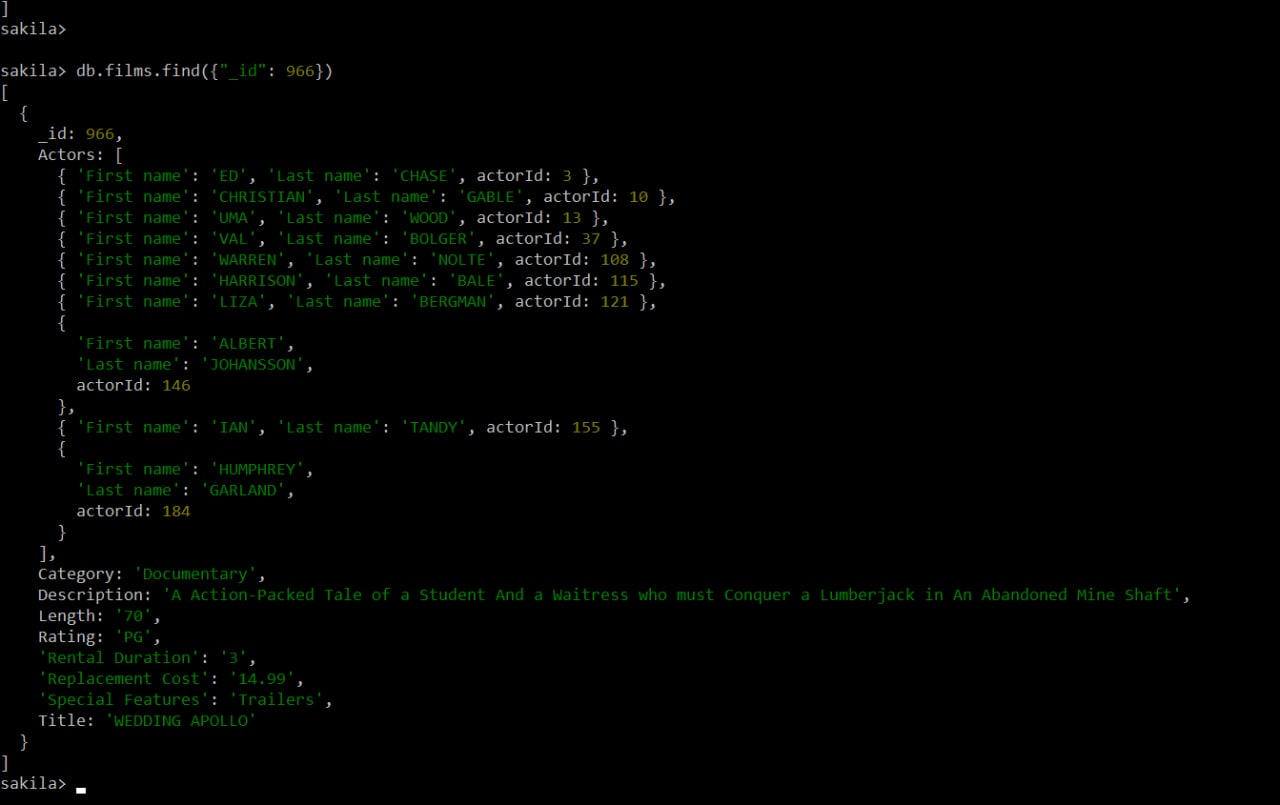 ]
sakila>
sakila> db.films.find({"_id": 966})
[
  {
    _id: 966,
    Actors: [
      { 'First name': 'ED', 'Last name': 'CHASE', actorId: 3 },
      { 'First name': 'CHRISTIAN', 'Last name': 'GABLE', actorId: 10 },
      { 'First name': 'UMA', 'Last name': 'WOOD', actorId: 13 },
      { 'First name': 'VAL', 'Last name': 'BOLGER', actorId: 37 },
      { 'First name': 'WARREN', 'Last name': 'NOLTE', actorId: 108 },
      { 'First name': 'HARRISON', 'Last name': 'BALE', actorId: 115 },
      { 'First name': 'LIZA', 'Last name': 'BERGMAN', actorId: 121 },
      {
        'First name': 'ALBERT',
        'Last name': 'JOHANSSON',
        actorId: 146
      },
      { 'First name': 'IAN', 'Last name': 'TANDY', actorId: 155 },
      {
        'First name': 'HUMPHREY',
        'Last name': 'GARLAND',
        actorId: 184
      }
    ],
    Category: 'Documentary',
    Description: 'A Action-Packed Tale of a Student And a Waitress who must Conquer a Lumberjack in An Abandoned Mine Shaft',
    Length: '70',
    Rating: 'PG',
    'Rental Duration': '3',
    'Replacement Cost': '14.99',
    'Special Features': 'Trailers',
    Title: 'WEDDING APOLLO'
  }
]
sakila>